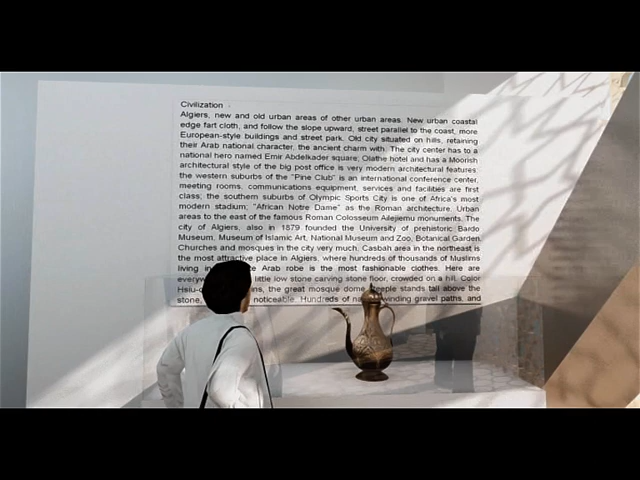 Civilization
Algiers, new and old urban areas of other urban areas. New urban coastal
edge fart cloth, and follow the slope upward, street parallel to the coast, more
European-style buildings and street park. Old city situated on hills, retaining
their Arab national character, the ancient charm with. The city center has to a
national hero named Emir Abdelkader square; Olathe hotel and has a Moorish
architectural style of the big post office is very modern architectural features;
the western suburbs of the "Pine Club" is an international conference center,
meeting rooms, communications equipment, services and facilities are first
class; the southern suburbs of Olympic Sports City is one of Africa's most
modern stadium; "African Notre Dame" as the Roman architecture. Urban
areas to the east of the famous Roman Colosseum Ailejiemu monuments. The
city of Algiers, also in 1879 founded the University of prehistoric Bardo
Museum, Museum of Islamic Art, National Museum and Zoo, Botanical Garden,
Churches and mosques in the city very much. Casbah area in the northeast is
the most attractive place in Algiers, where hundreds of thousands of Muslims
living in Arab robe is the most fashionable clothes. Here are
little low stone carving stone floor, crowded on a hill. Color
the great mosque dome stands tall above the
stone, noticeable. Hundreds of winding gravel paths, and